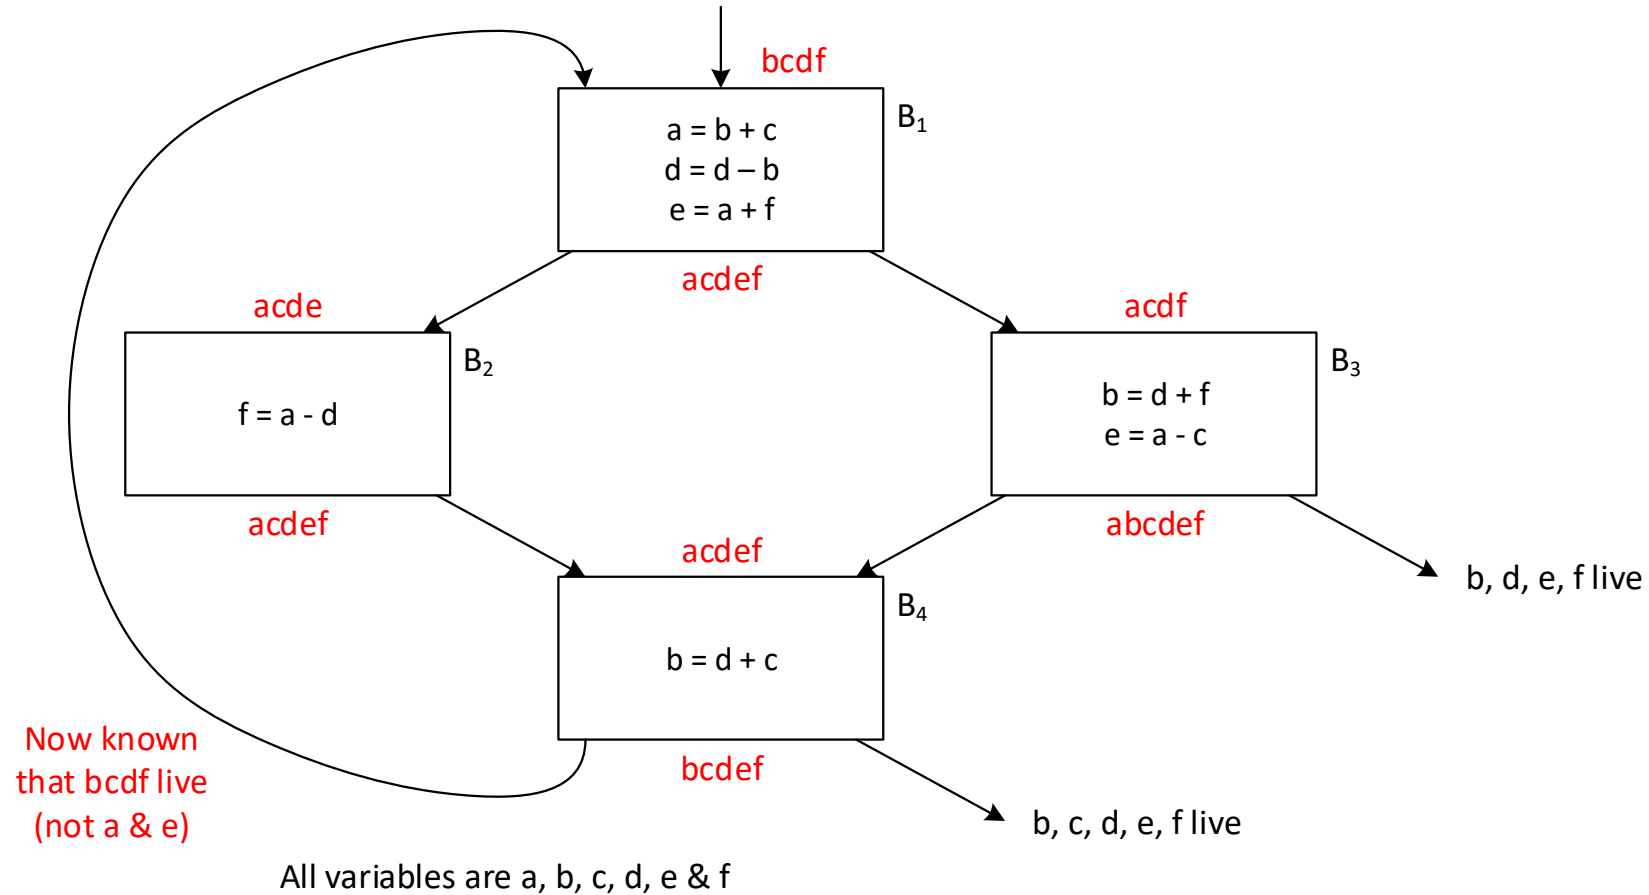 bcdf
B₁
a = b + c
d = d – b
e = a + f
acdef
acde
acdf
B₂
B₃
f = a - d
b = d + f
e = a - c
acdef
abcdef
acdef
b, d, e, f live
B₄
b = d + c
Now known
that bcdf live
(not a & e)
bcdef
b, c, d, e, f live
All variables are a, b, c, d, e & f